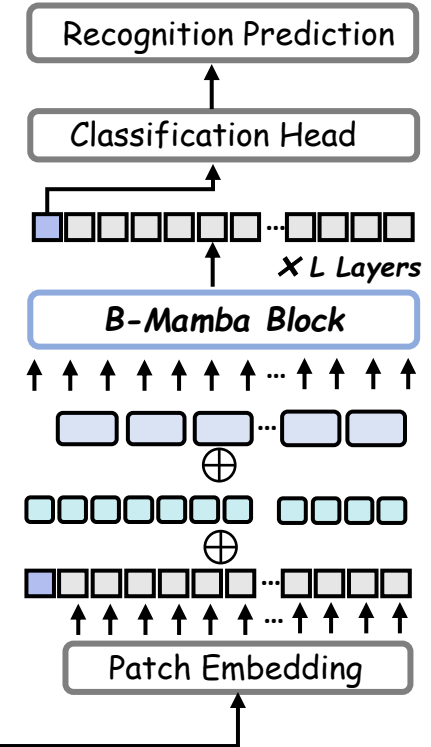 Recognition Prediction
Classification Head
...
× L Layers
B-Mamba Block
...
...
...
...
Patch Embedding